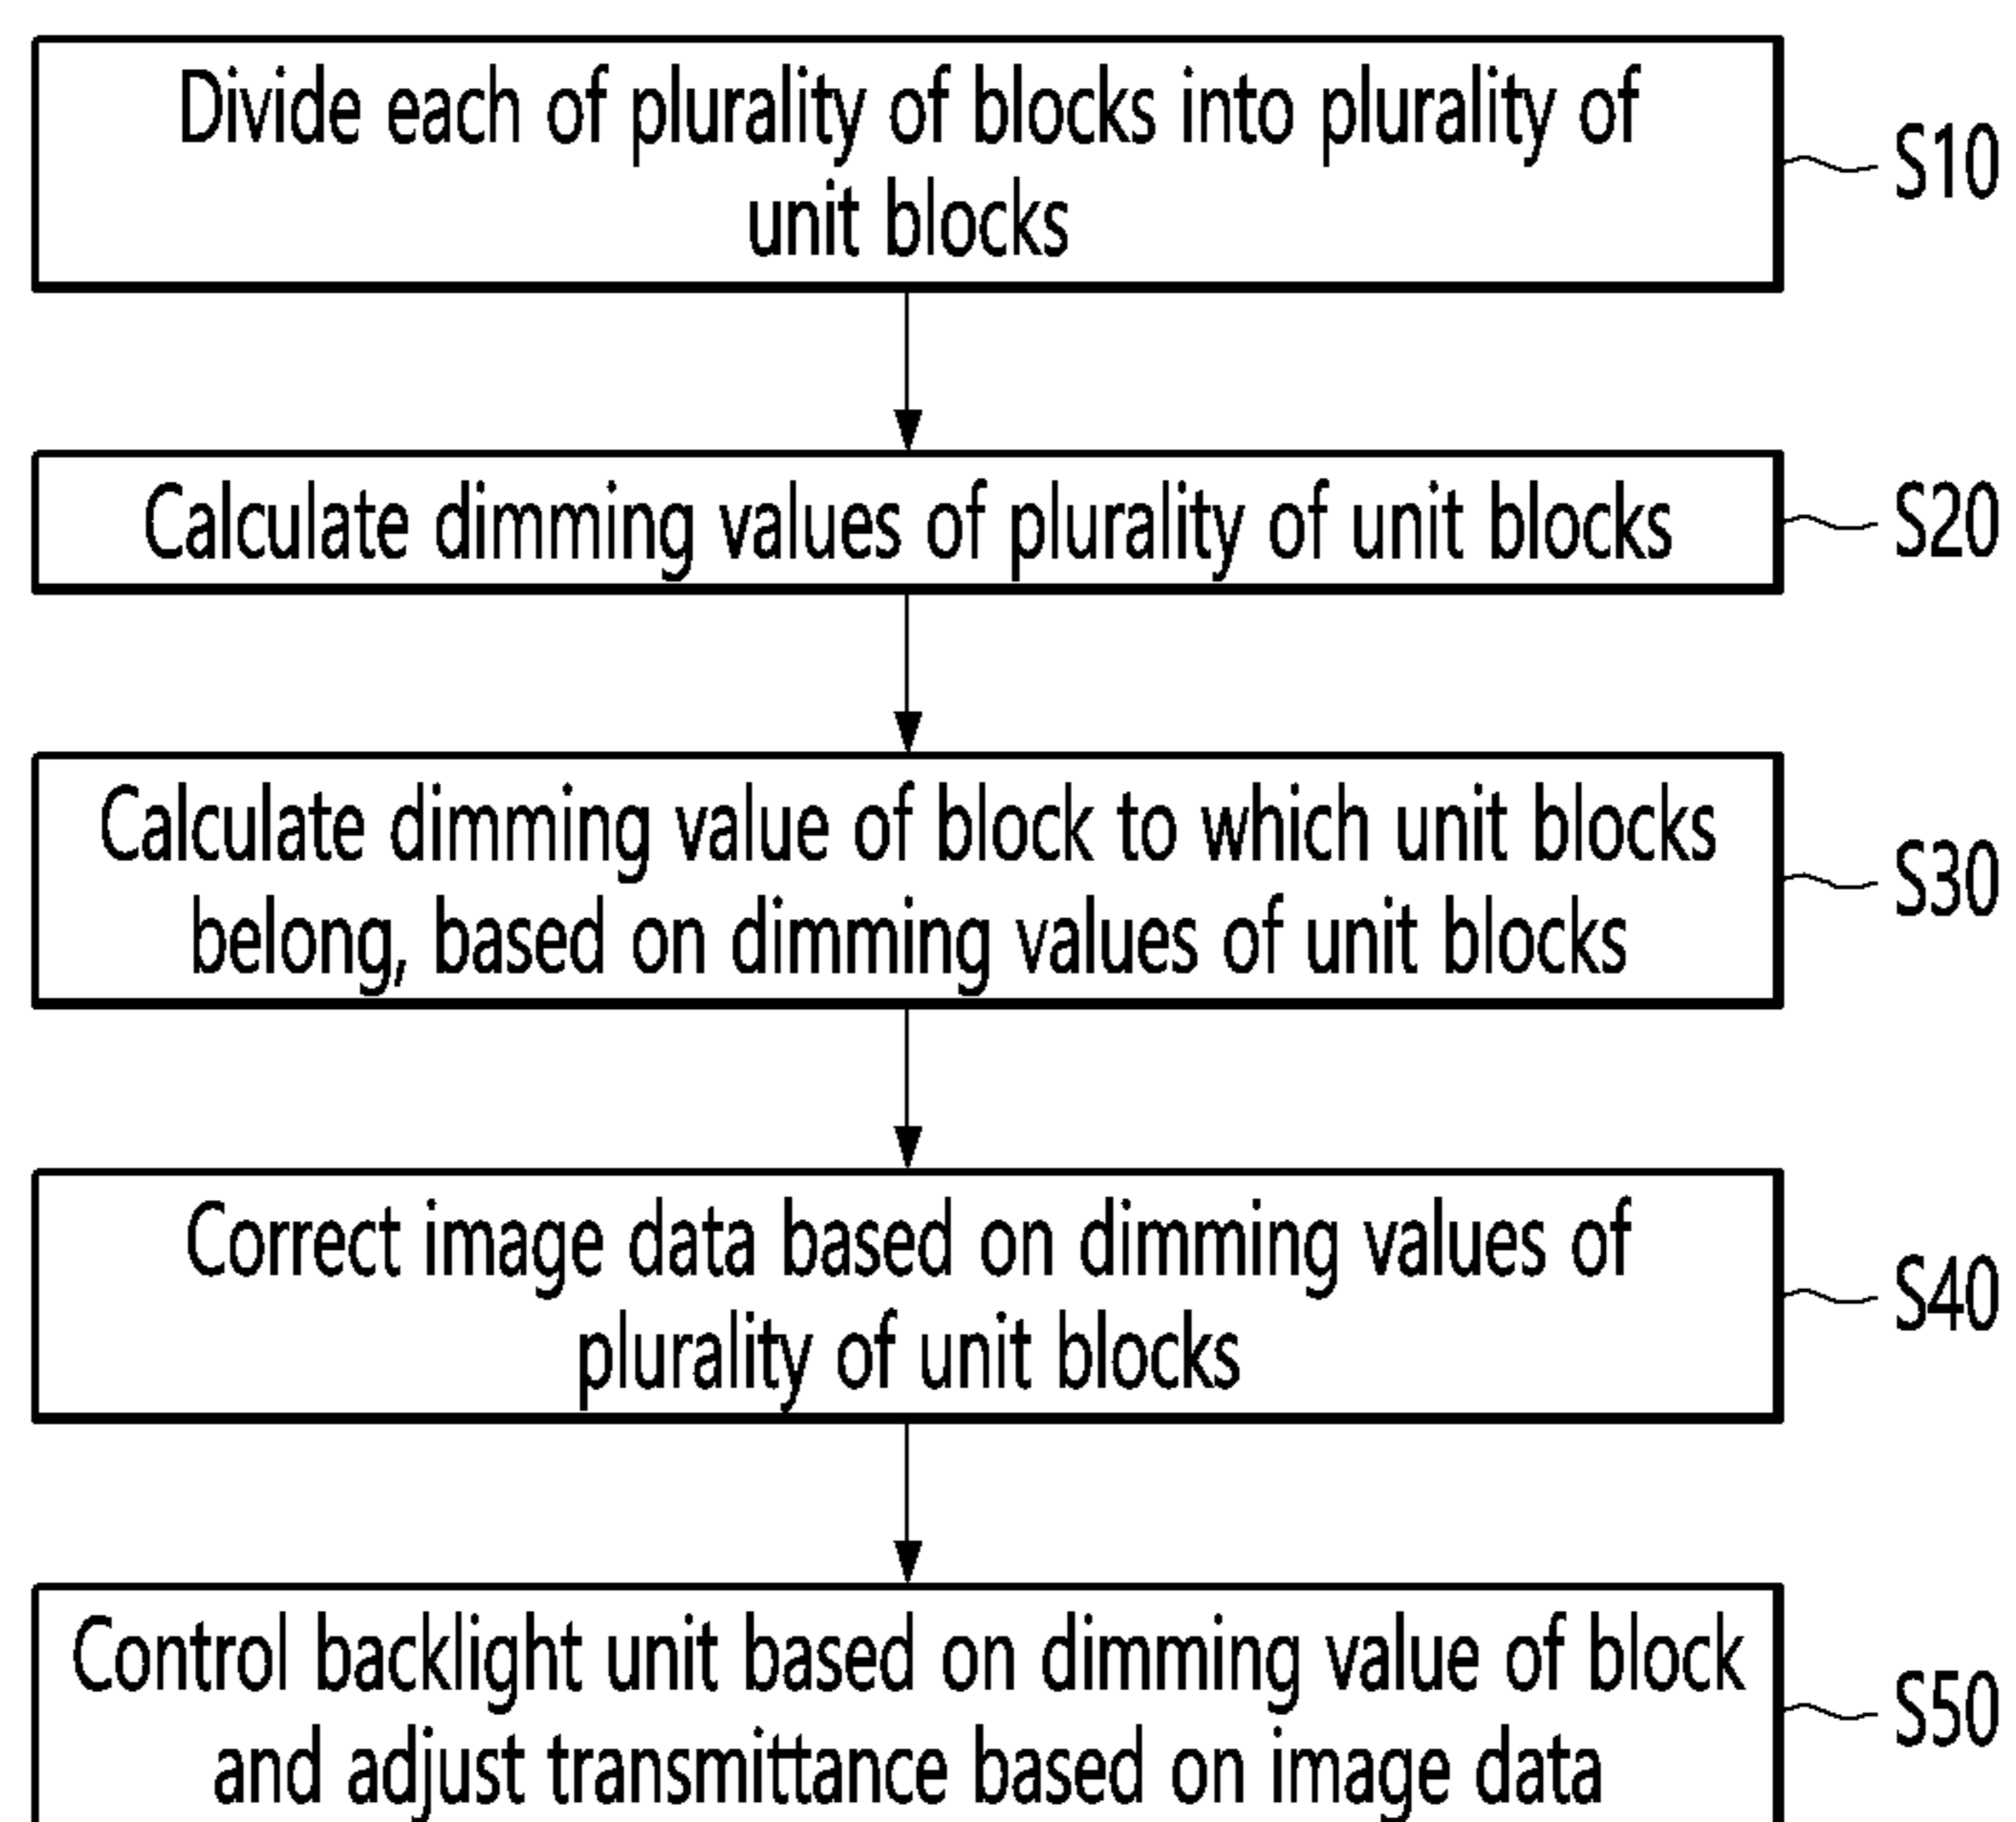 Divide each of plurality of blocks into plurality of
unit blocks
S10
Calculate dimming values of plurality of unit blocks
S20
Calculate dimming value of block to which unit blocks
belong, based on dimming values of unit blocks
S30
Correct image data based on dimming values of
plurality of unit blocks
S40
Control backlight unit based on dimming value of block
and adjust transmittance based on image data
S50